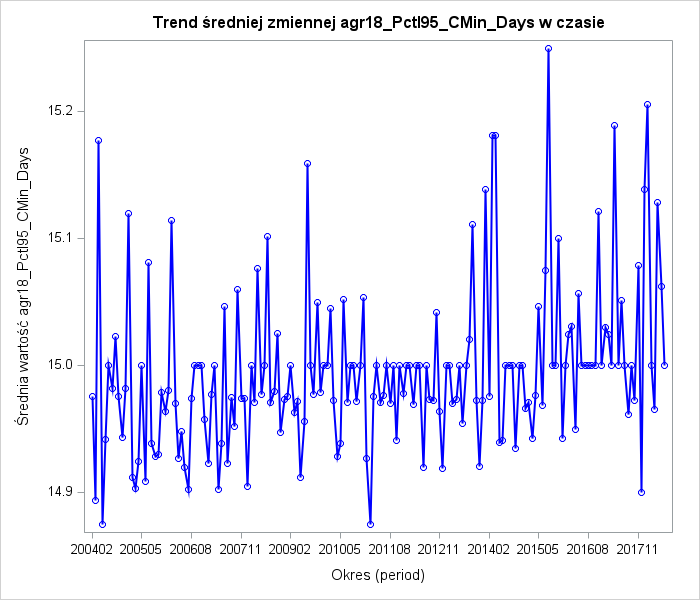 Trend średniej zmiennej agr18_Pctl95_CMin_Days w czasie
Średnia wartość agr18_Pctl95_CMin_Days
15.2
15.1
15.0
14.9
200402 200505 200608 200711 200902 201005 201108 201211 201402 201505 201608 201711
Okres (period)